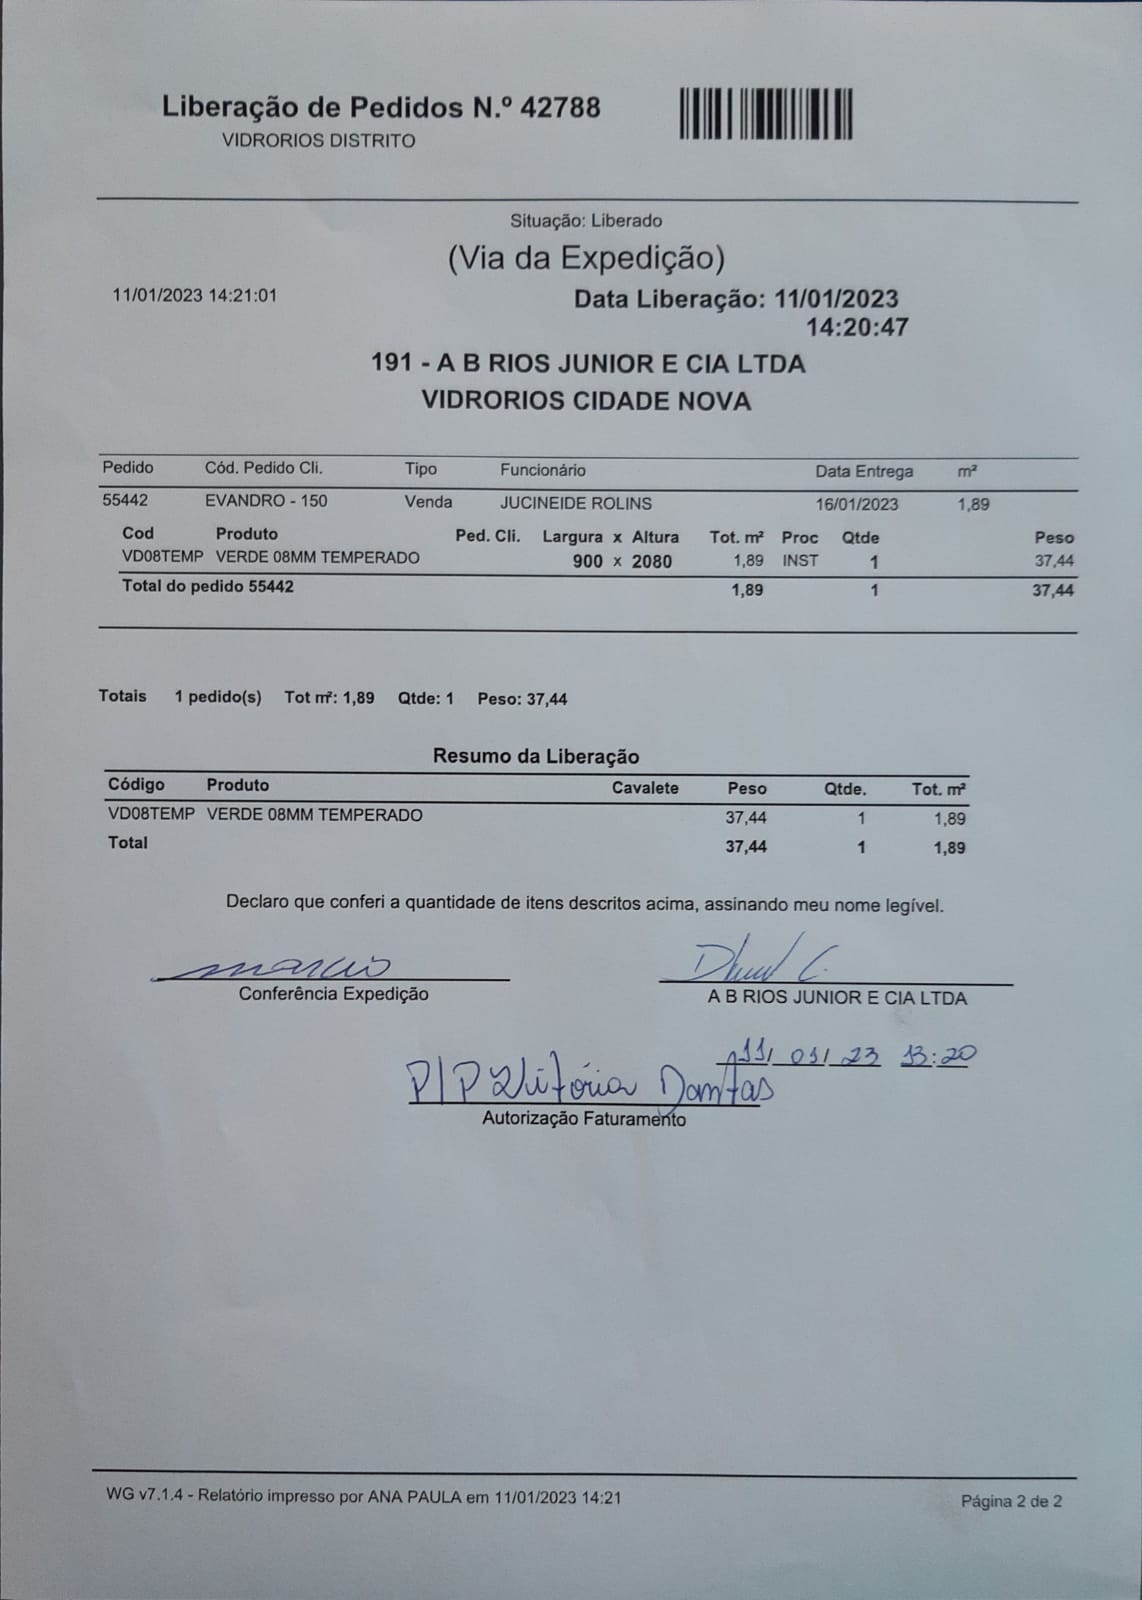 Liberação de Pedidos N.º 42788
VIDRORIOS DISTRITO
Situação: Liberado
(Via da Expedição)
11/01/2023 14:21:01
Data Liberação: 11/01/2023
14:20:47
191 - A B RIOS JUNIOR E CIA LTDA
VIDRORIOS CIDADE NOVA
Pedido Cód. Pedido Cli. Tipo Funcionário Data Entrega m²
55442 EVANDRO - 150 Venda JUCINEIDE ROLINS 16/01/2023 1,89
Cod Produto Ped. Cli. Largura x Altura Tot. m² Proc Qtde Peso
VD08TEMP VERDE 08MM TEMPERADO 900 x 2080 1,89 INST 1 37,44
Total do pedido 55442 1,89 1 37,44
Totais 1 pedido(s) Tot m²: 1,89 Qtde: 1 Peso: 37,44
Resumo da Liberação
Código Produto Cavalete Peso Qtde. Tot. m²
VD08TEMP VERDE 08MM TEMPERADO 37,44 1 1,89
Total 37,44 1 1,89
Declaro que conferi a quantidade de itens descritos acima, assinando meu nome legível.
marcio
Conferência Expedição
A B RIOS JUNIOR E CIA LTDA
11/ 01/ 23 13:20
P/P Vitória Dantas
Autorização Faturamento
WG v7.1.4 - Relatório impresso por ANA PAULA em 11/01/2023 14:21
Página 2 de 2